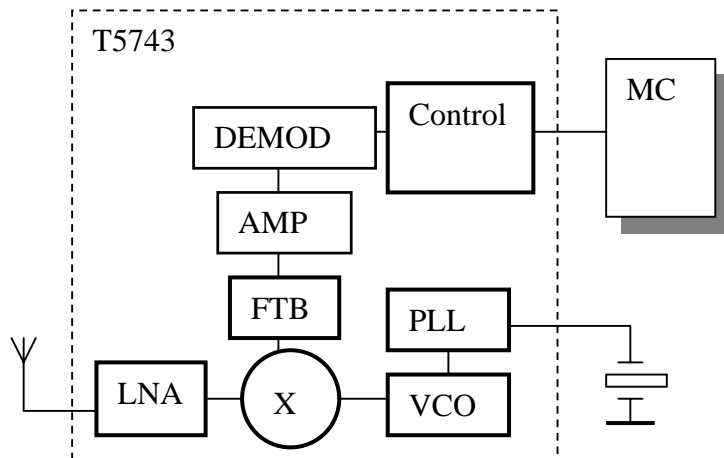 T5743
MC
Control
DEMOD
AMP
FTB
PLL
LNA
X
VCO